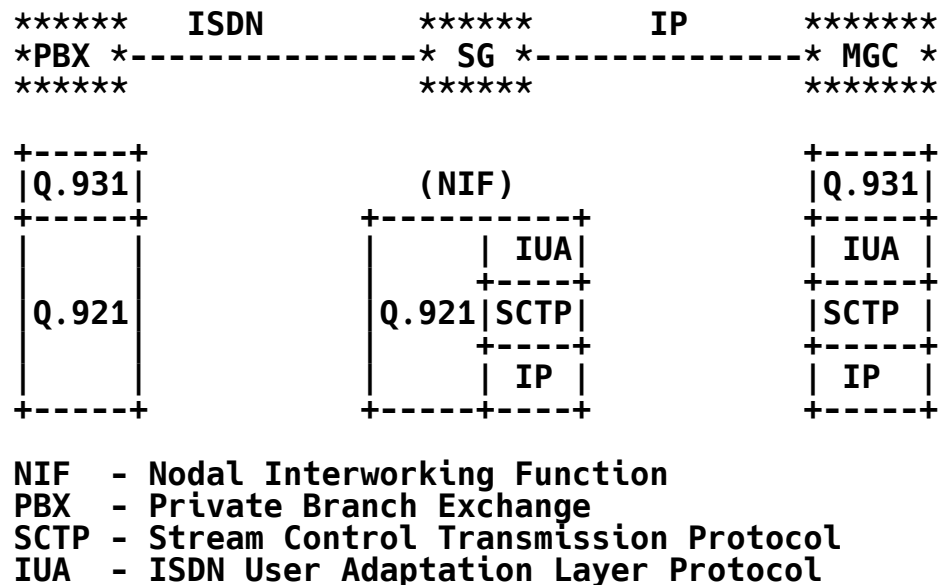 ****** ISDN ****** IP *******
*PBX *---------------* SG *--------------* MGC *
****** ****** *******
+-----+ +-----+
|Q.931| (NIF) |Q.931|
+-----+ +----------+ +-----+
| | | | IUA| | IUA |
| | | +----+ +-----+
|Q.921| |Q.921|SCTP| |SCTP |
| | | +----+ +-----+
| | | | IP | | IP |
+-----+ +-----+----+ +-----+
NIF - Nodal Interworking Function
PBX - Private Branch Exchange
SCTP - Stream Control Transmission Protocol
IUA - ISDN User Adaptation Layer Protocol